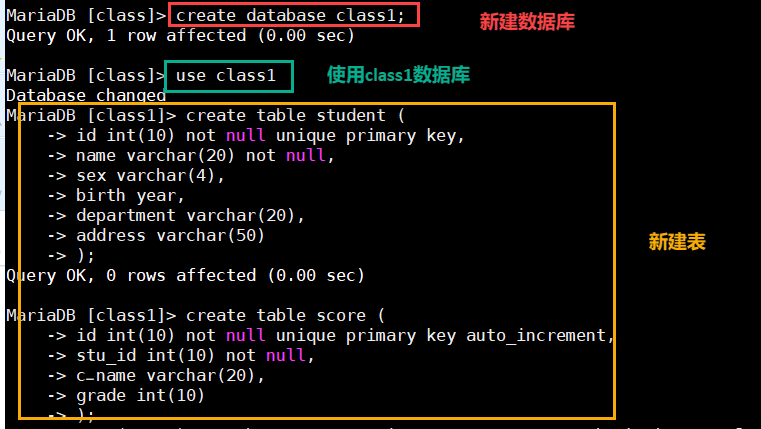 MariaDB [class]> create database class1; 新建数据库
Query OK, 1 row affected (0.00 sec)
MariaDB [class]> use class1 使用class1数据库
Database changed
MariaDB [class1]> create table student (
-> id int(10) not null unique primary key,
-> name varchar(20) not null,
-> sex varchar(4),
-> birth year,
-> department varchar(20),
-> address varchar(50)
-> );
新建表
Query OK, 0 rows affected (0.00 sec)
MariaDB [class1]> create table score (
-> id int(10) not null unique primary key auto_increment,
-> stu_id int(10) not null,
-> c_name varchar(20),
-> grade int(10)
-> );